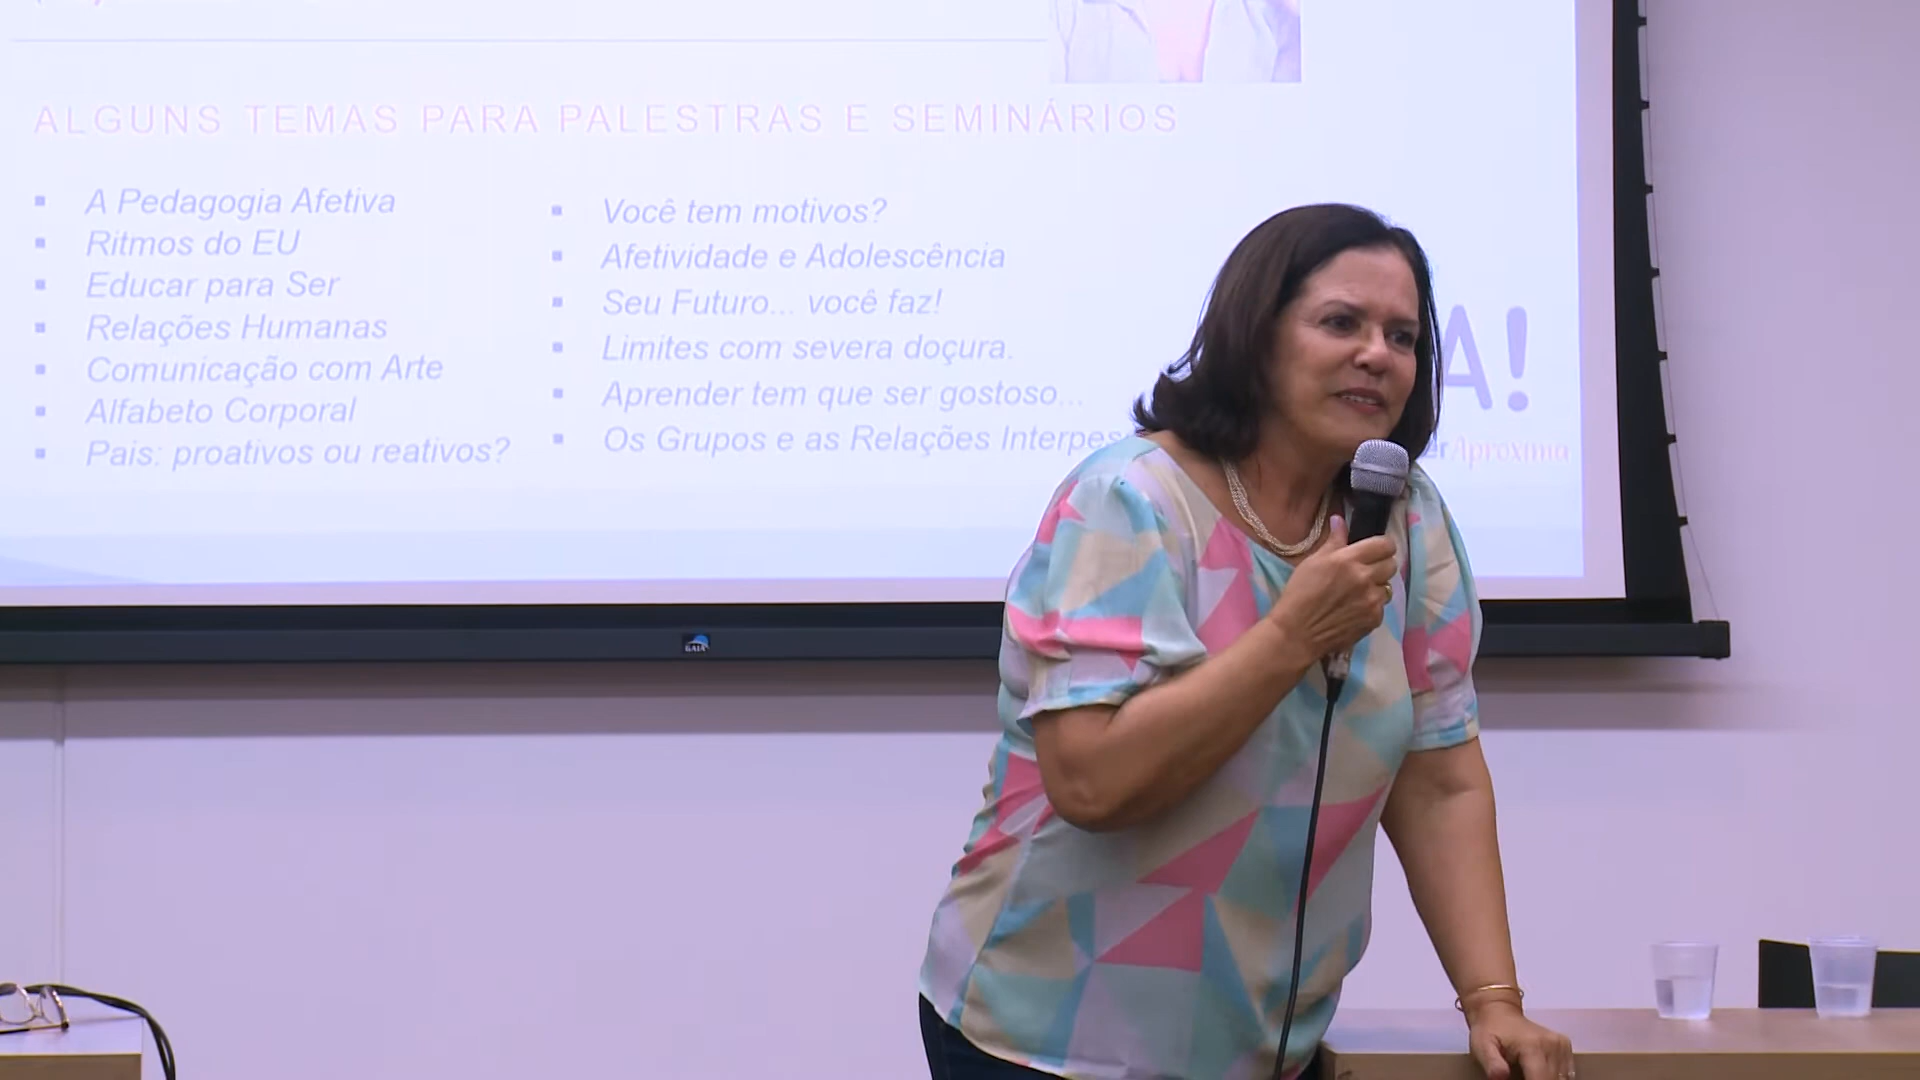 ALGUNS TEMAS PARA PALESTRAS E SEMINÁRIOS
A Pedagogia Afetiva
Ritmos do EU
Educar para Ser
Relações Humanas
Comunicação com Arte
Alfabeto Corporal
Pais: proativos ou reativos?
Você tem motivos?
Afetividade e Adolescência
Seu Futuro... você faz!
Limites com severa doçura.
Aprender tem que ser gostoso...
Os Grupos e as Relações Interpes
A!
er Aproxima
GAIA